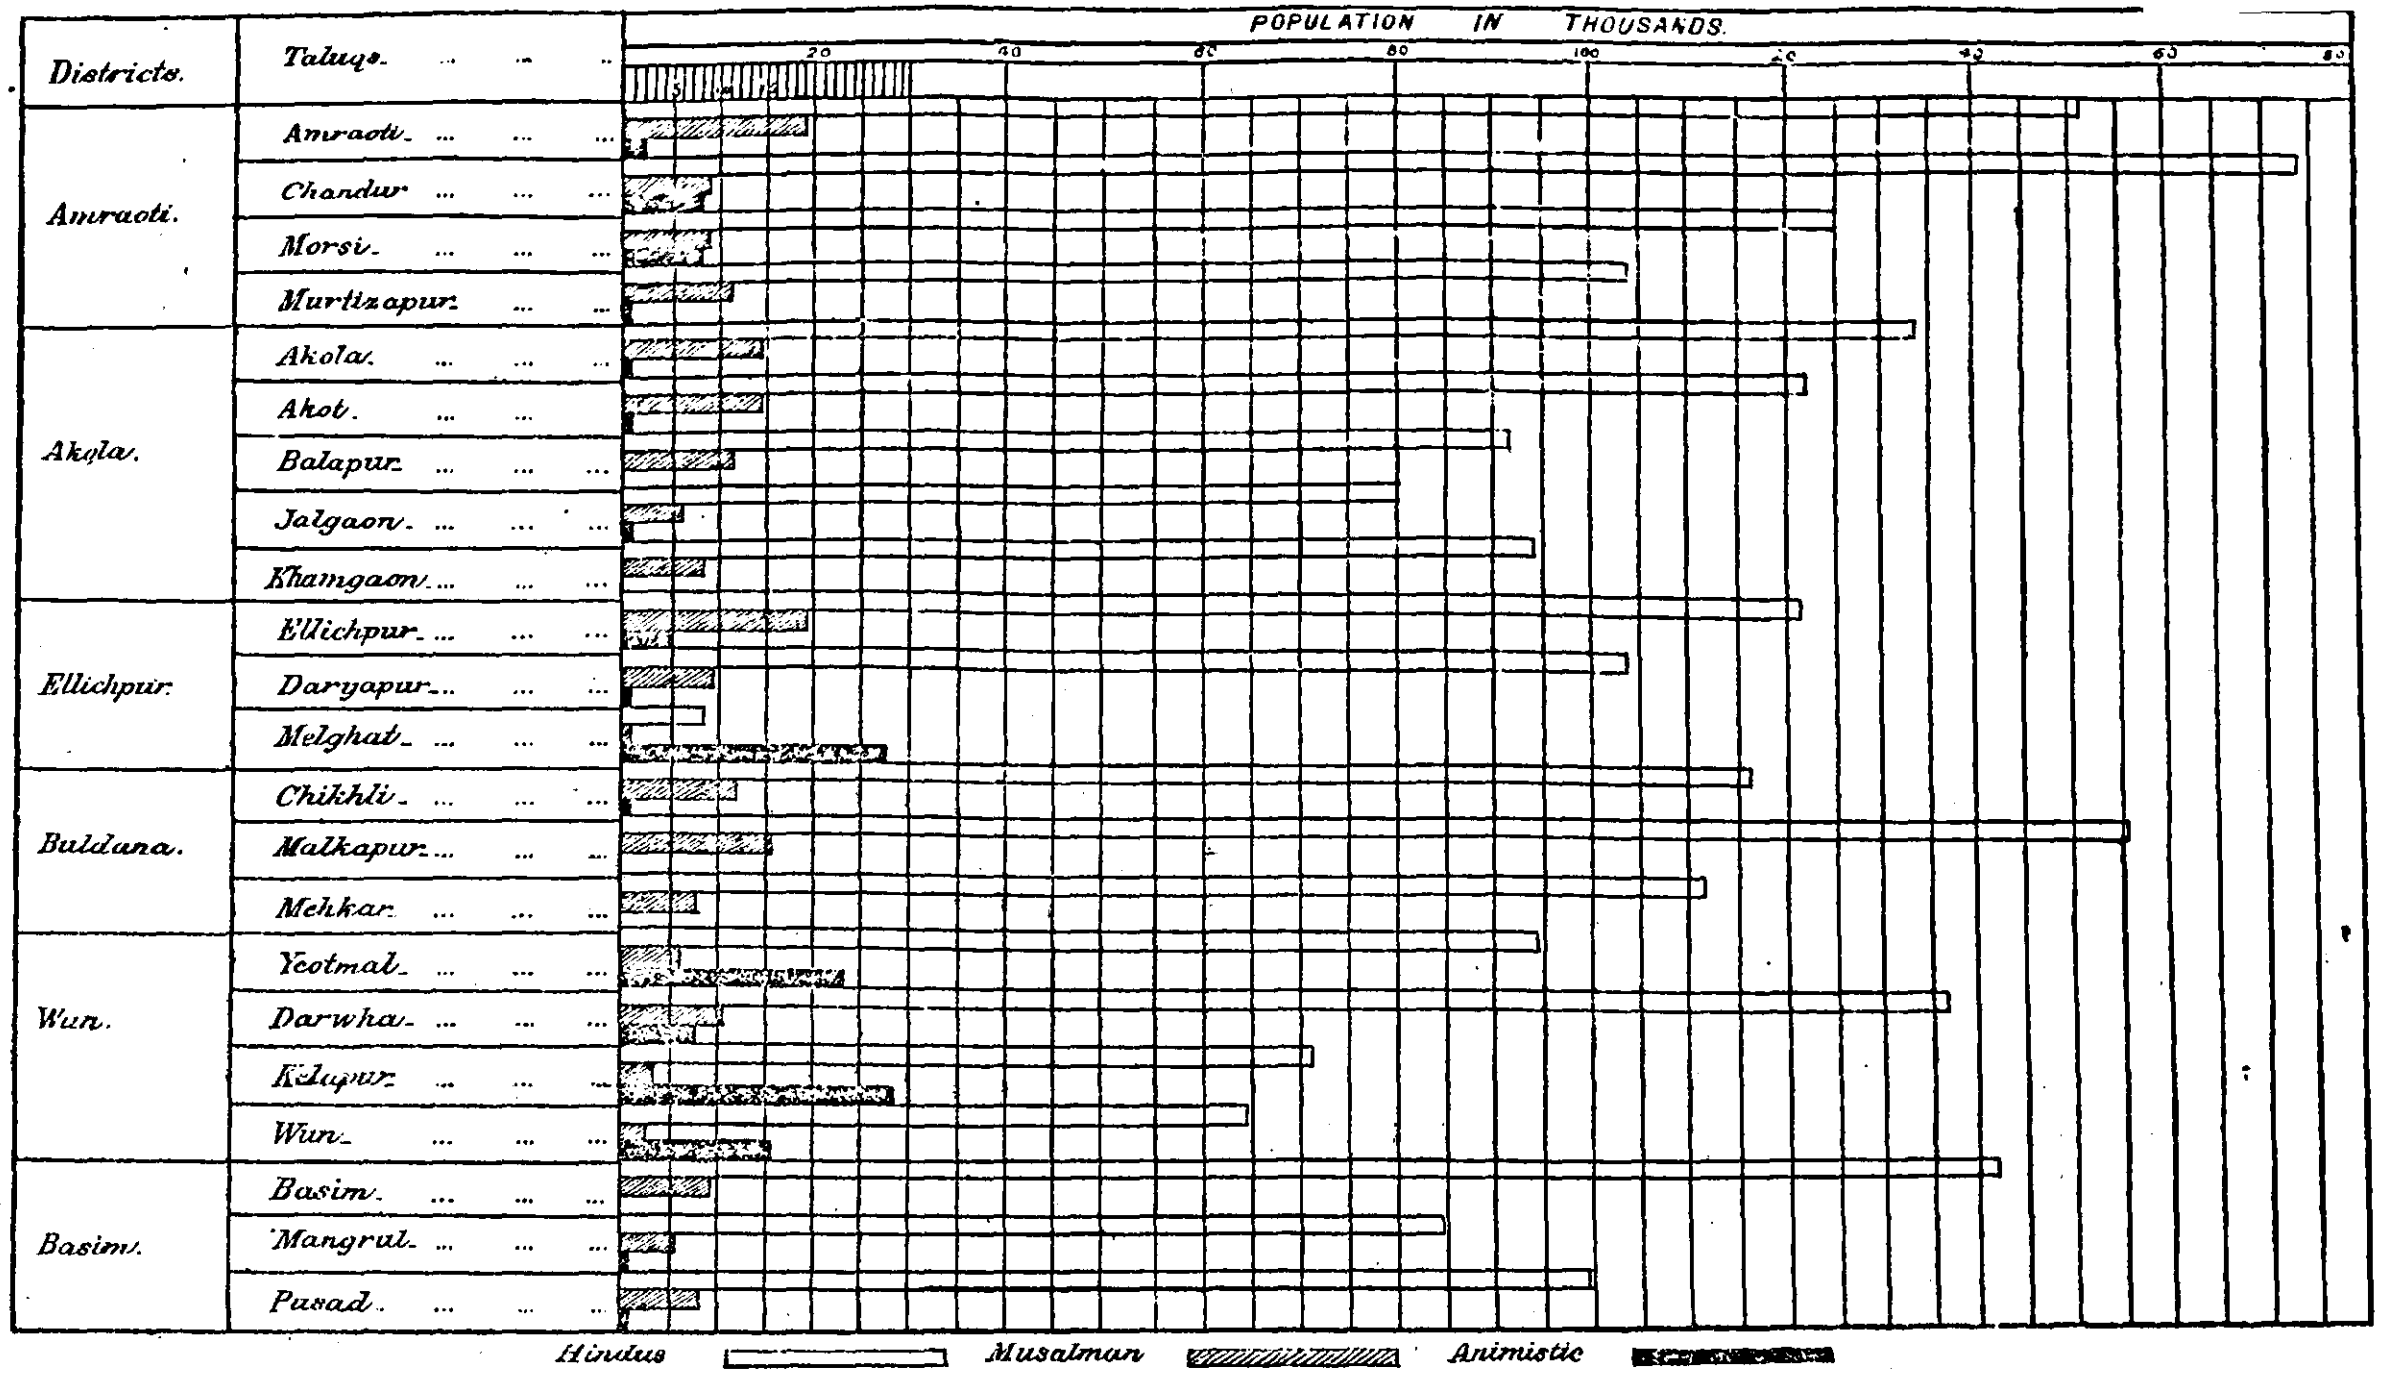 POPULATION IN THOUSANDS.
Districts. Taluqs. ... ... ..
20 40 60 80 100 20 40 60 80
Amraoti. ... ... ...
Chandur ... ... ...
Amraoti.
Morsi. ... ... ...
Murtizapur. ... ...
Akola. ... ... ...
Akot. ... ...
Akola.
Balapur. ... ... ...
Jalgaon. ... ... ...
Khamgaon. ... ... ...
Ellichpur. ... ... ...
Ellichpur.
Daryapur. ... ... ...
Melghat. ... ... ...
Chikhli. ... ... ...
Buldana.
Malkapur. ... ... ...
Mehkar. ... ... ...
Yeotmal. ... ... ...
Wun.
Darwha. ... ... ...
Kelapur. ... ... ...
Wun. ... ... ...
Basim. ... ... ...
Basim.
Mangrul. ... ... ...
Pusad. ... ... ...
Hindus Musalman Animistic